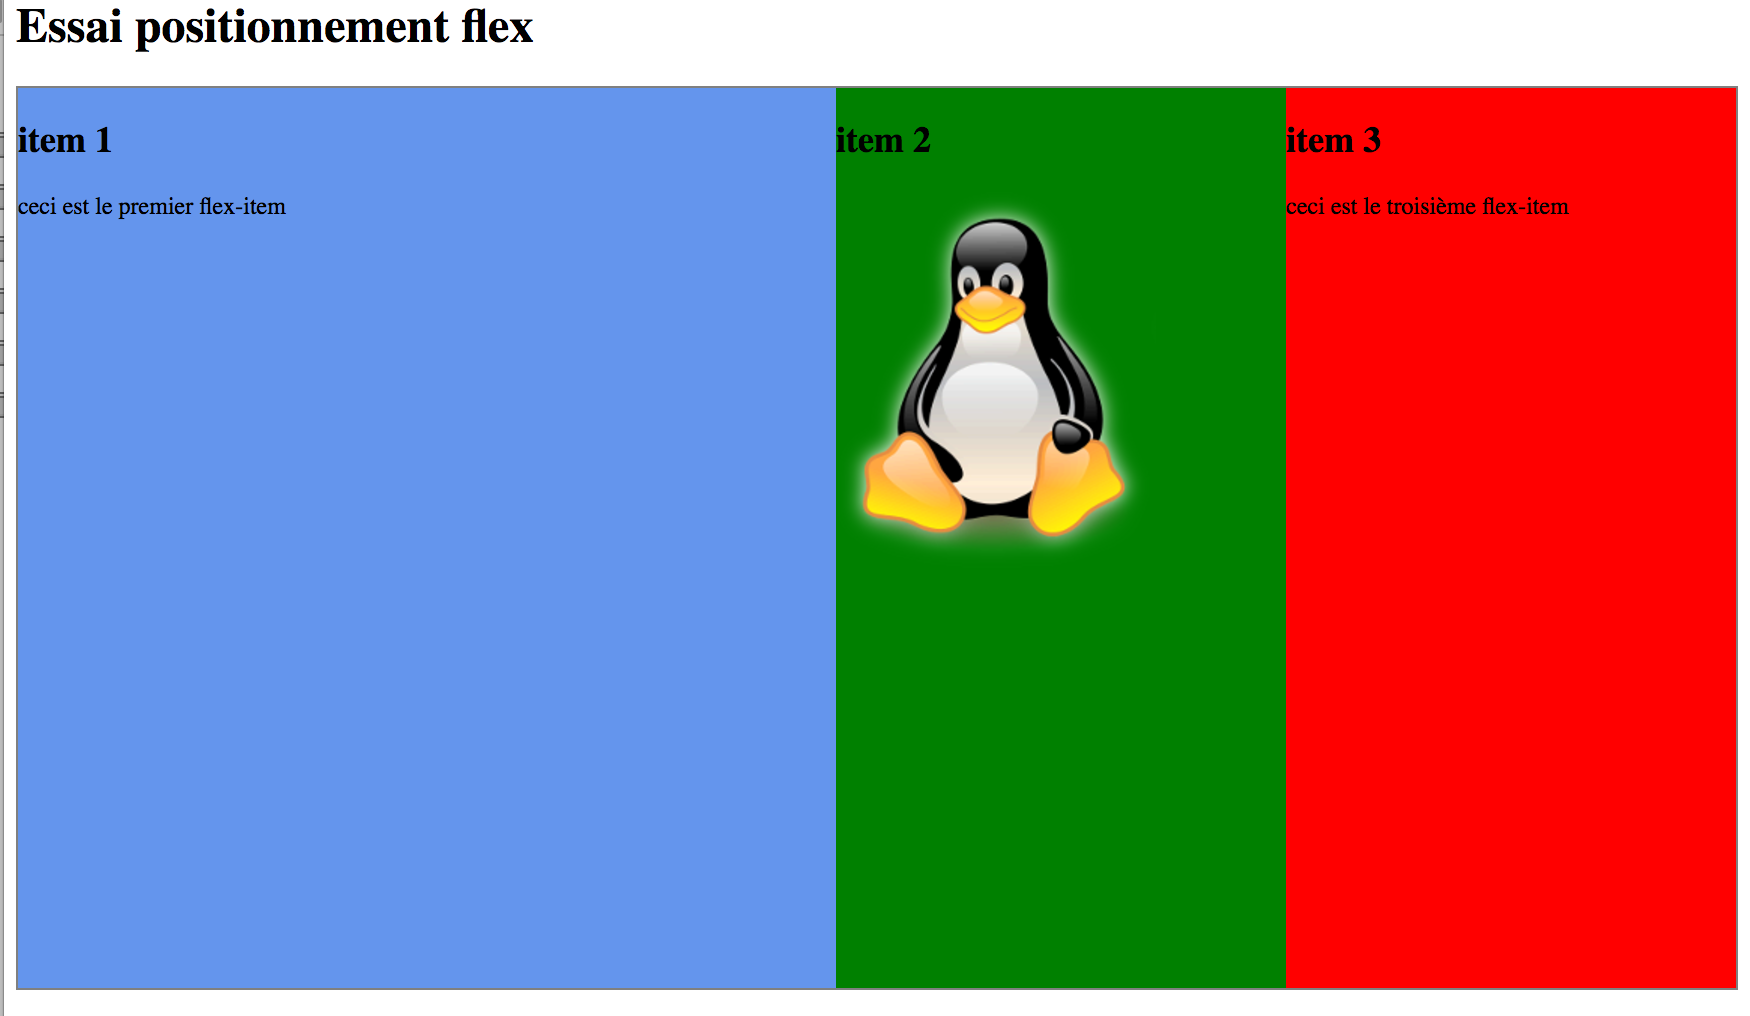 Essai positionnement flex
item 1
ceci est le premier flex-item
item 2
item 3
ceci est le troisième flex-item